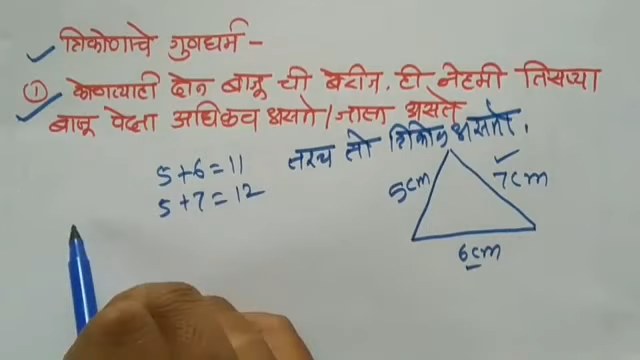 त्रिकोणाचे गुणधर्म -
① कोणत्याही दोन बाजू ची बेरीज ही नेहमी तिसऱ्या
बाजू पेक्षा अधिकच असते/जास्त असते
तरच तो त्रिकोण असतो.
5+6=11
5+7=12
5cm
7cm
6cm